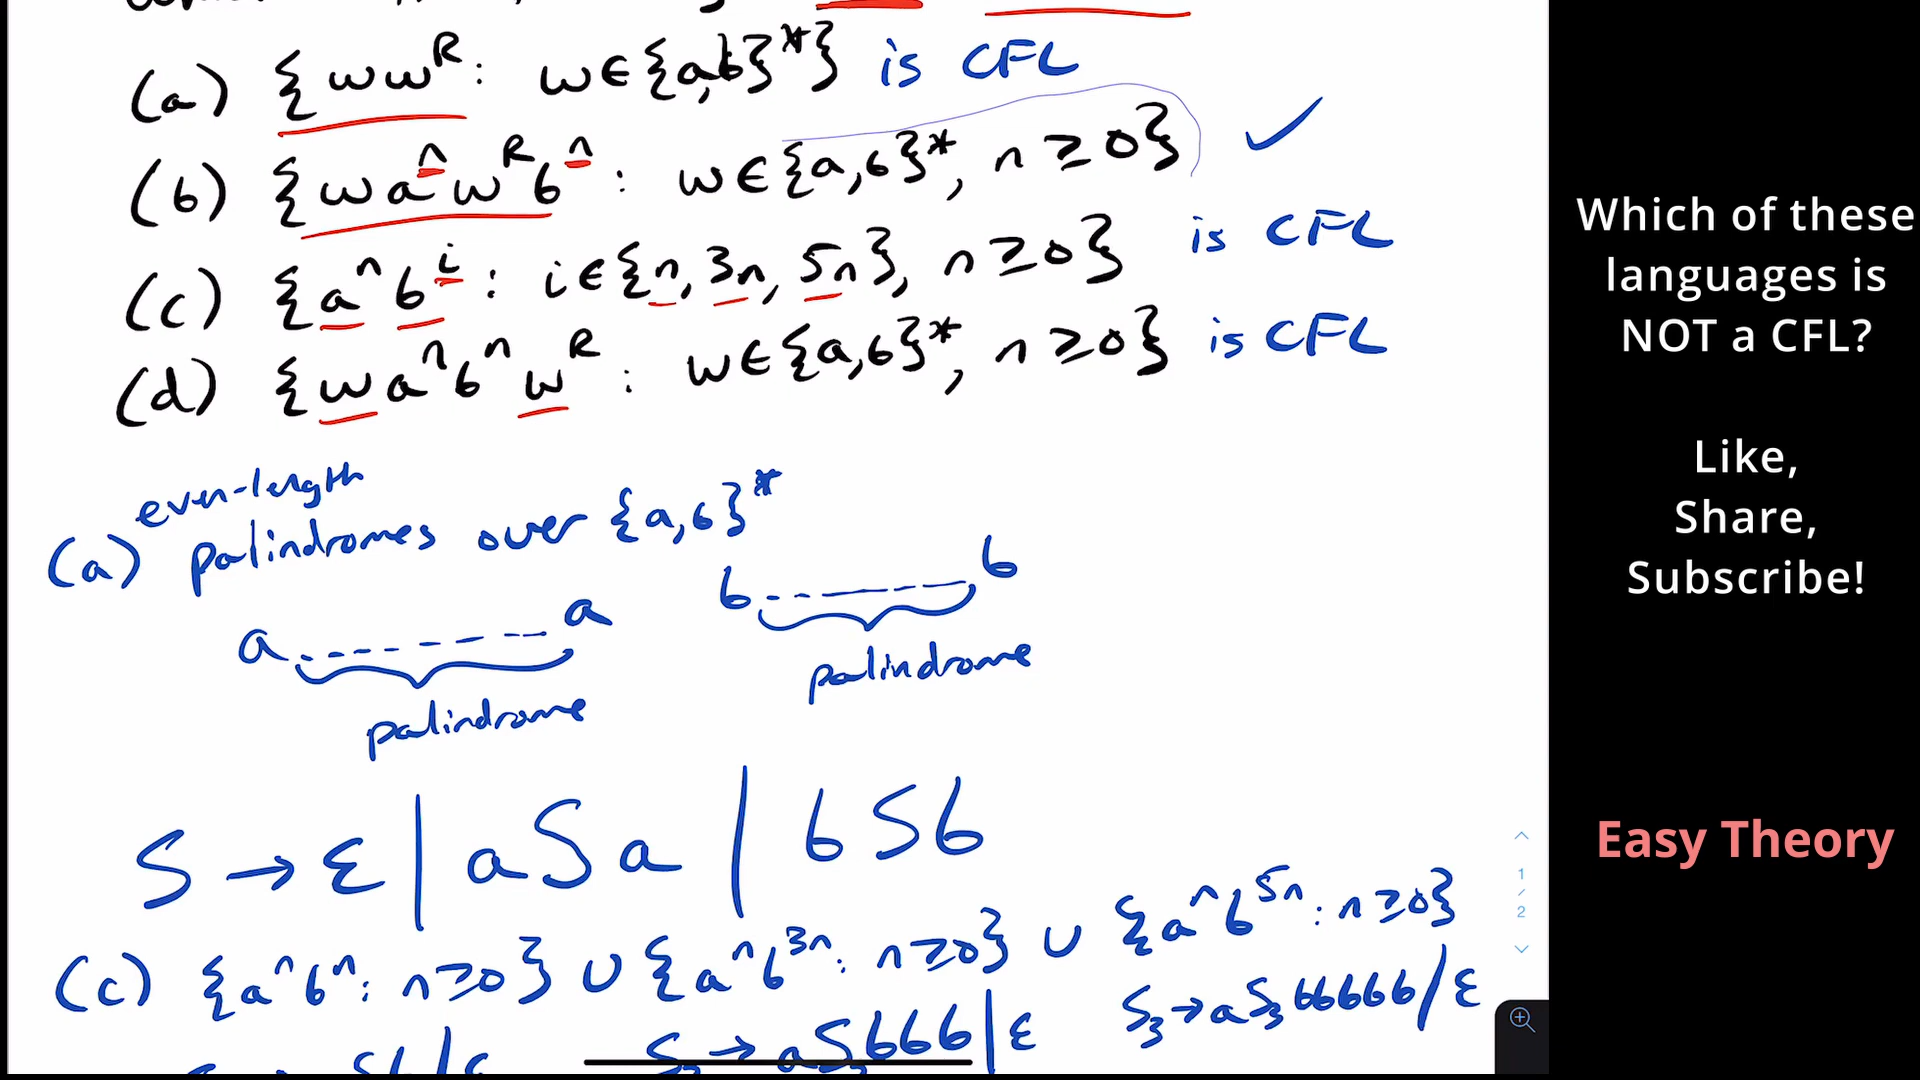 (a) {ww^R: w∈{a,b}*} is CFL
(b) {wa^n w^R b^n : w∈{a,b}*, n≥0} ✓
(c) {a^n b^i : i∈{n, 3n, 5n}, n≥0} is CFL
(d) {wa^n b^n w^R : w∈{a,b}*, n≥0} is CFL
even-length
(a) palindromes over {a,b}*
a a
palindrome
b b
palindrome
S → ε | aSa | bSb
(c) {a^n b^n: n≥0} ∪ {a^n b^3n: n≥0} ∪ {a^n b^5n: n≥0}
S₃→aS₃bbbbb/ε
Which of these
languages is
NOT a CFL?
Like,
Share,
Subscribe!
Easy Theory
1
/
2